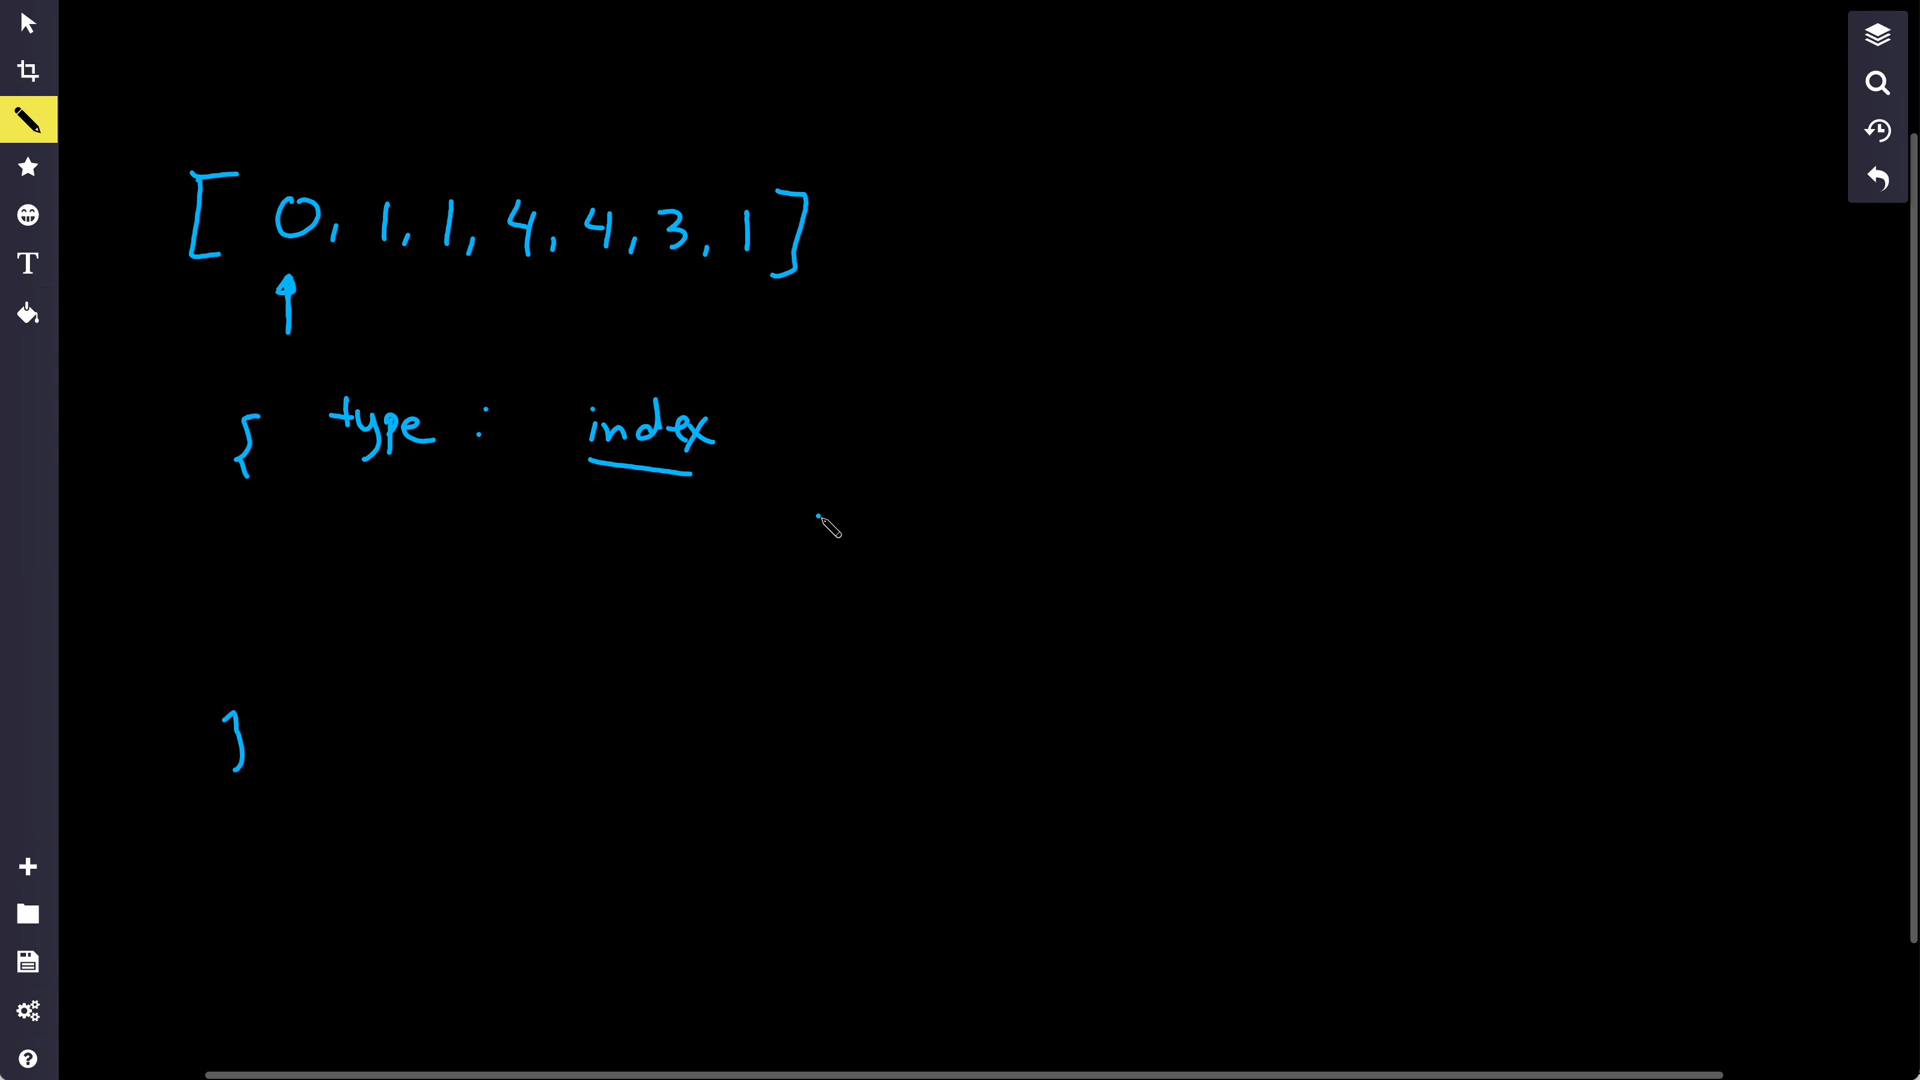 [ 0, 1, 1, 4, 4, 3, 1 ]
{ type : index
}
T